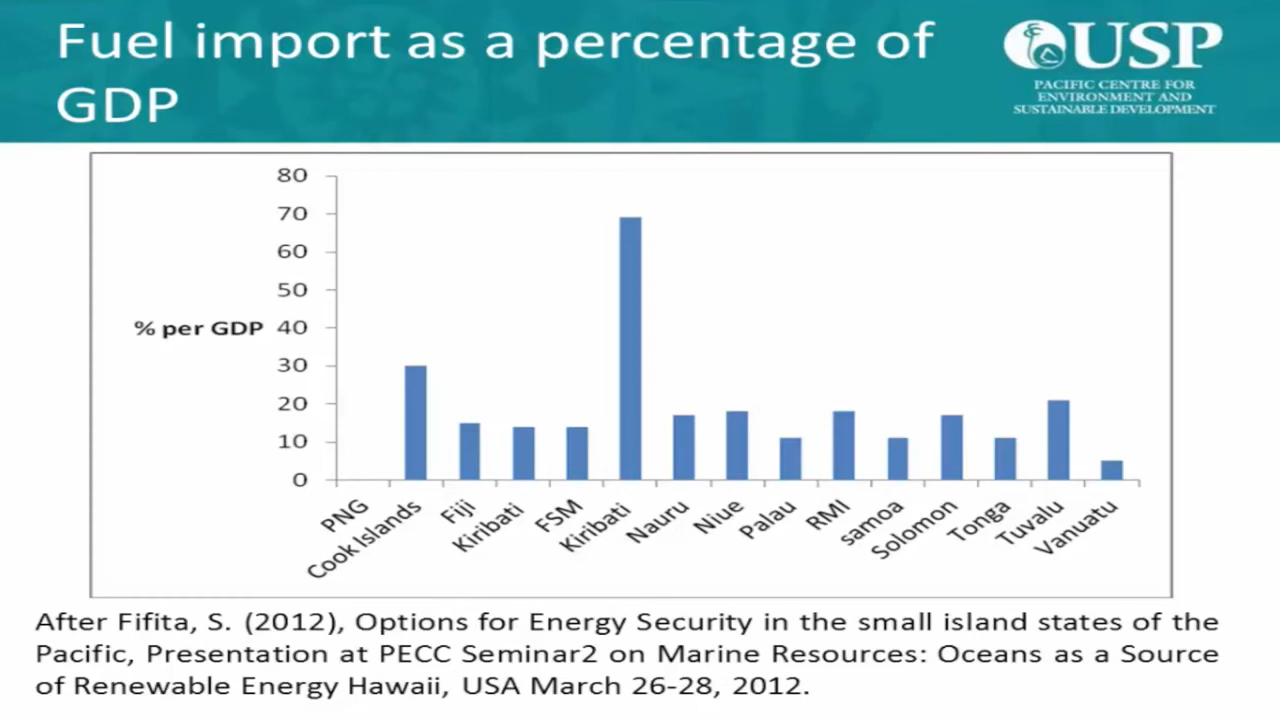 Fuel import as a percentage of
GDP
USP
PACIFIC CENTRE FOR
ENVIRONMENT AND
SUSTAINABLE DEVELOPMENT
80
70
60
50
% per GDP 40
30
20
10
0
PNG
Cook Islands
Fiji
Kiribati
FSM
Kiribati
Nauru
Niue
Palau
RMI
samoa
Solomon
Tonga
Tuvalu
Vanuatu
After Fifita, S. (2012), Options for Energy Security in the small island states of the
Pacific, Presentation at PECC Seminar2 on Marine Resources: Oceans as a Source
of Renewable Energy Hawaii, USA March 26-28, 2012.